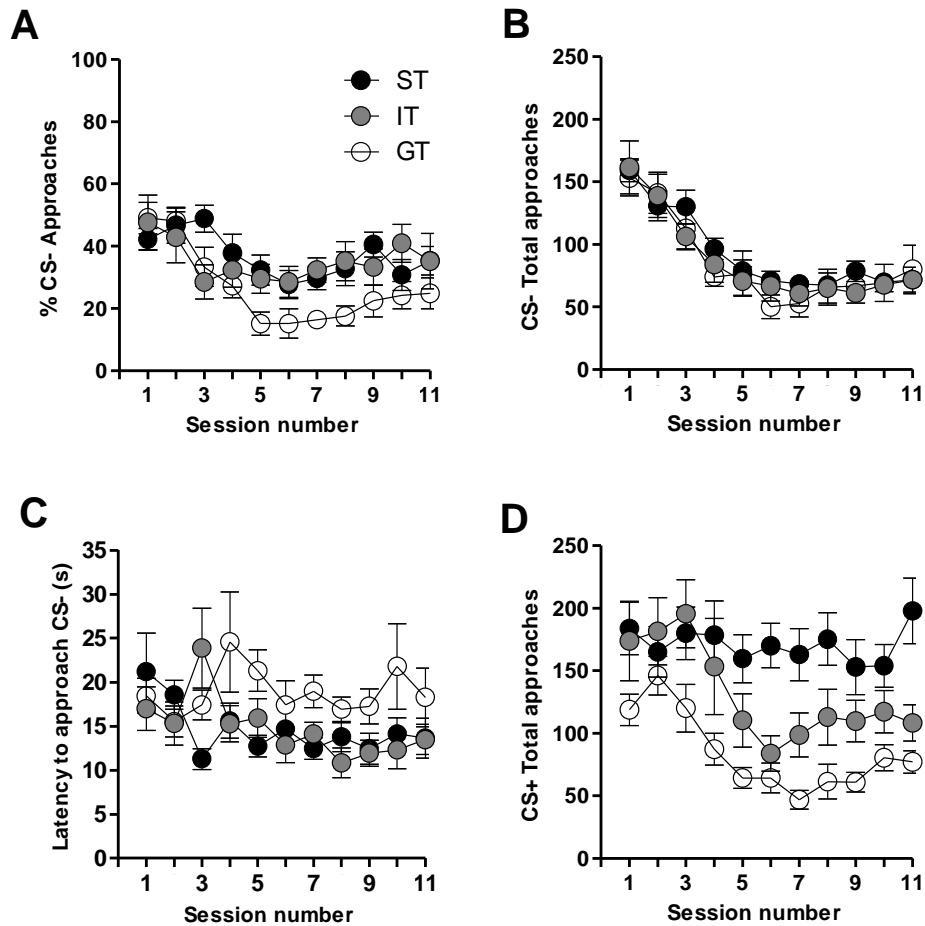 A
100
80
60
40
20
0
% CS- Approaches
ST
IT
GT
1 3 5 7 9 11
Session number
B
250
200
150
100
50
0
CS- Total approaches
1 3 5 7 9 11
Session number
C
35
30
25
20
15
10
5
0
Latency to approach CS- (s)
1 3 5 7 9 11
Session number
D
250
200
150
100
50
0
CS+ Total approaches
1 3 5 7 9 11
Session number